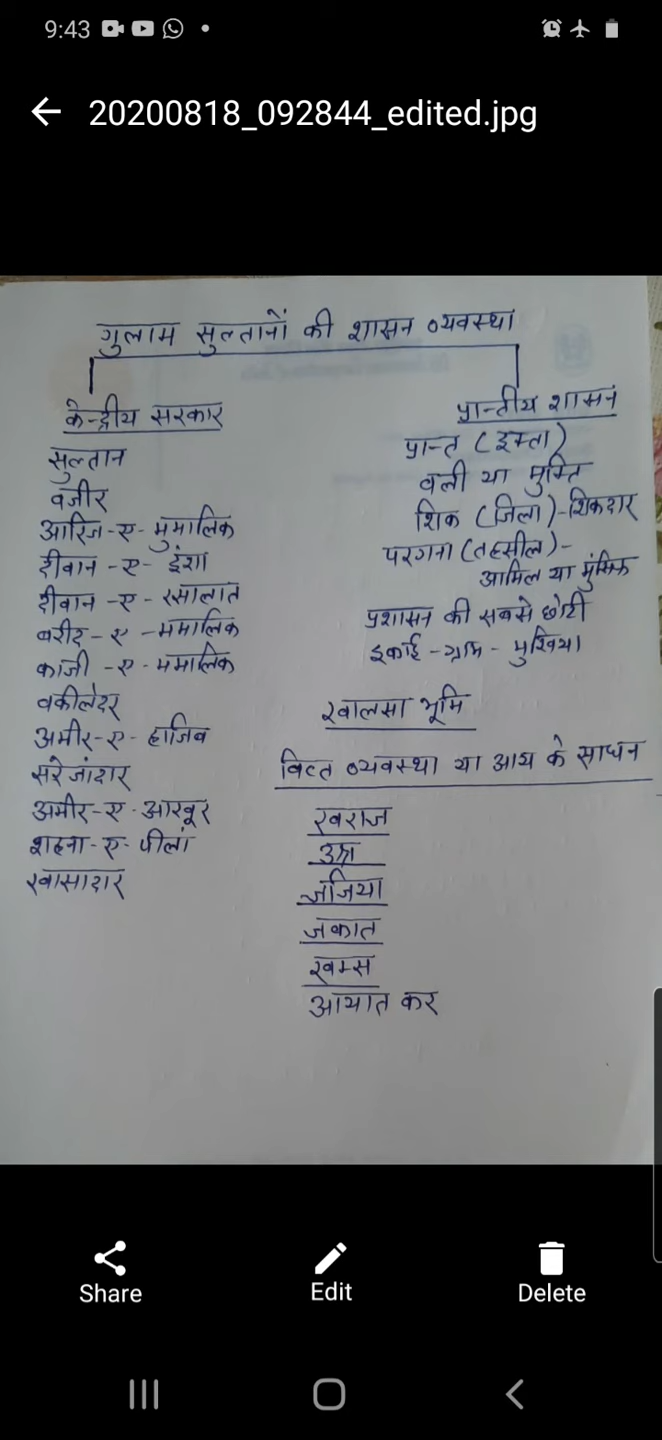 9:43
20200818_092844_edited.jpg
गुलाम सुल्तानों की शासन व्यवस्था
केन्द्रीय सरकार
सुल्तान
वजीर
आरिज-ए-मुमालिक
दीवान-ए-इंशा
दीवान-ए-रसालात
बरीद-ए-ममालिक
काजी-ए-ममालिक
वकीलेदर
अमीर-ए-हाजिब
सरेजांदार
अमीर-ए-आखूर
शहना-ए-पीलां
खासादार
प्रान्तीय शासन
प्रान्त (इक्ता)
वली या मुक्ति
शिक (जिला)-शिकदार
परगना (तहसील)-
आमिल या मुंसिफ
प्रशासन की सबसे छोटी
इकाई-ग्राम-मुखिया
खालसा भूमि
वित्त व्यवस्था या आय के साधन
खराज
उश्र
जजिया
जकात
खम्स
आयात कर
Share
Edit
Delete